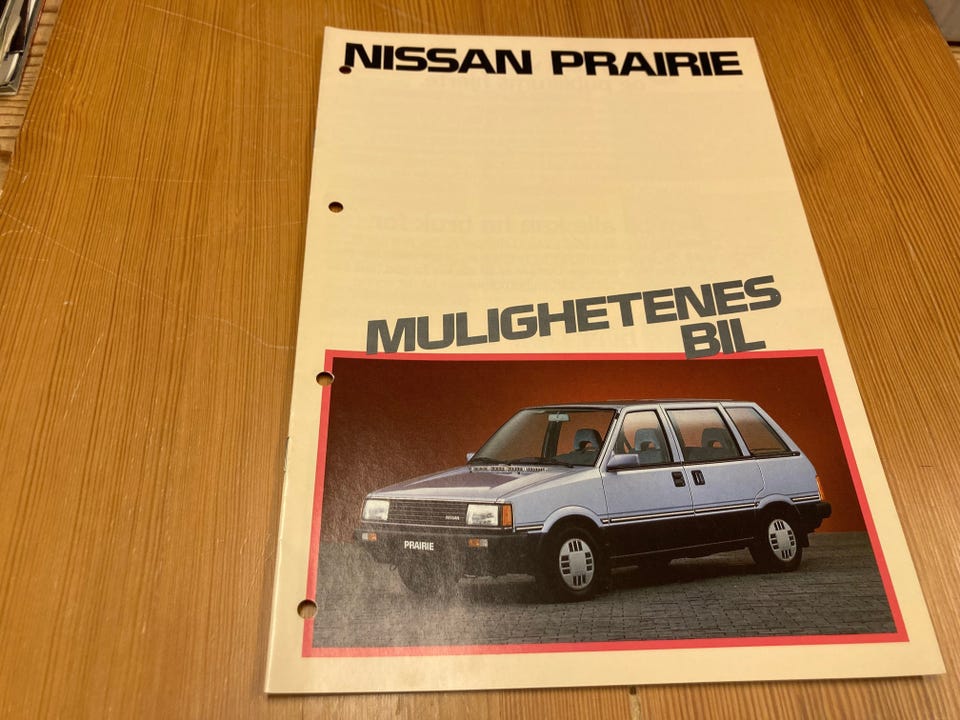 NISSAN PRAIRIE
MULIGHETENES
BIL
NISSAN
PRAIRIE